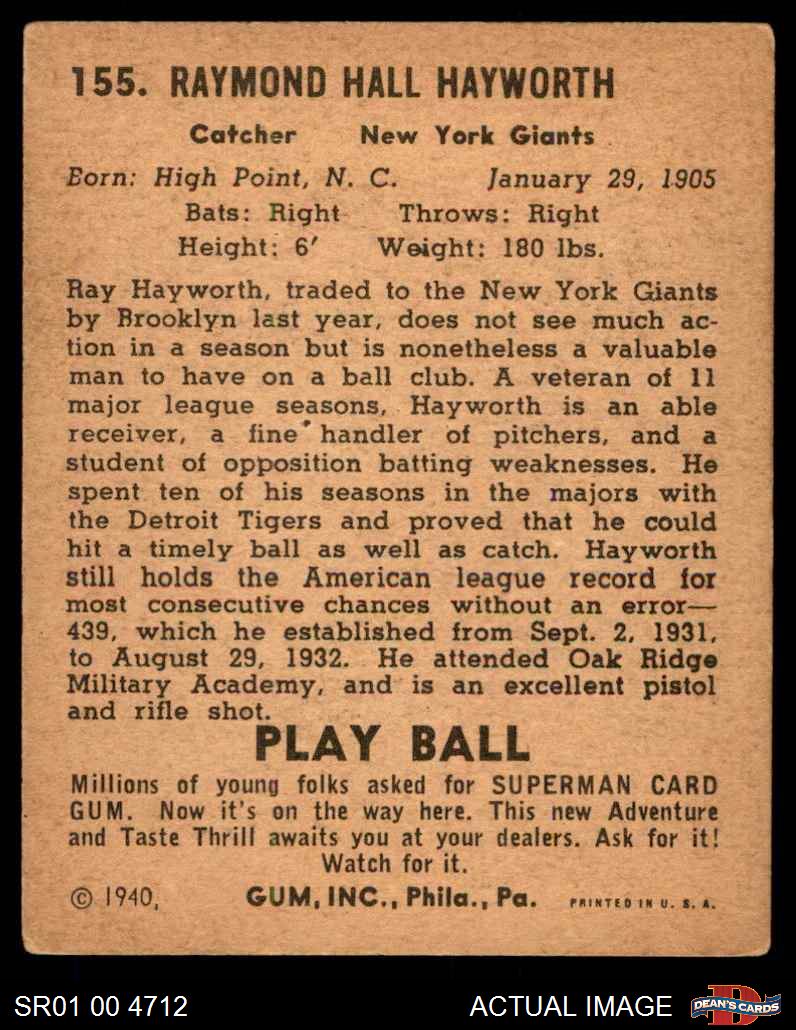 155. RAYMOND HALL HAYWORTH
Catcher New York Giants
Born: High Point, N. C. January 29, 1905
Bats: Right Throws: Right
Height: 6′ Weight: 180 lbs.
Ray Hayworth, traded to the New York Giants
by Brooklyn last year, does not see much ac-
tion in a season but is nonetheless a valuable
man to have on a ball club. A veteran of 11
major league seasons, Hayworth is an able
receiver, a fine handler of pitchers, and a
student of opposition batting weaknesses. He
spent ten of his seasons in the majors with
the Detroit Tigers and proved that he could
hit a timely ball as well as catch. Hayworth
still holds the American league record for
most consecutive chances without an error—
439, which he established from Sept. 2, 1931,
to August 29, 1932. He attended Oak Ridge
Military Academy, and is an excellent pistol
and rifle shot.
PLAY BALL
Millions of young folks asked for SUPERMAN CARD
GUM. Now it's on the way here. This new Adventure
and Taste Thrill awaits you at your dealers. Ask for it!
Watch for it.
© 1940, GUM, INC., Phila., Pa. PRINTED IN U. S. A.
SR01 00 4712 ACTUAL IMAGE DEAN'S CARDS